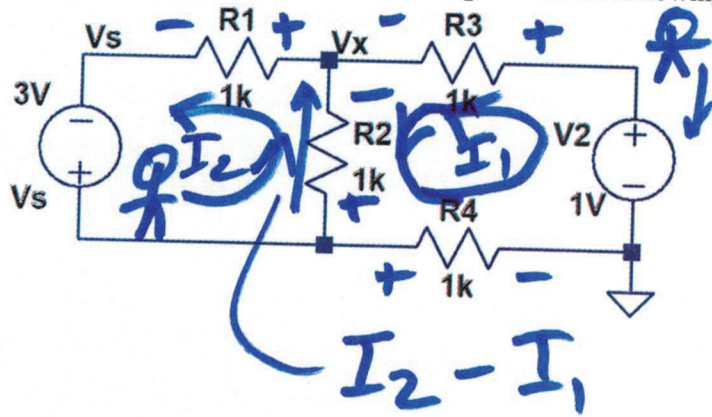 Vs - R1 + Vx - R3 +
3V - 1k - 1k
I2 R2 I1 V2 +
Vs + 1k + R4 1V -
+ 1k -
I2 - I1